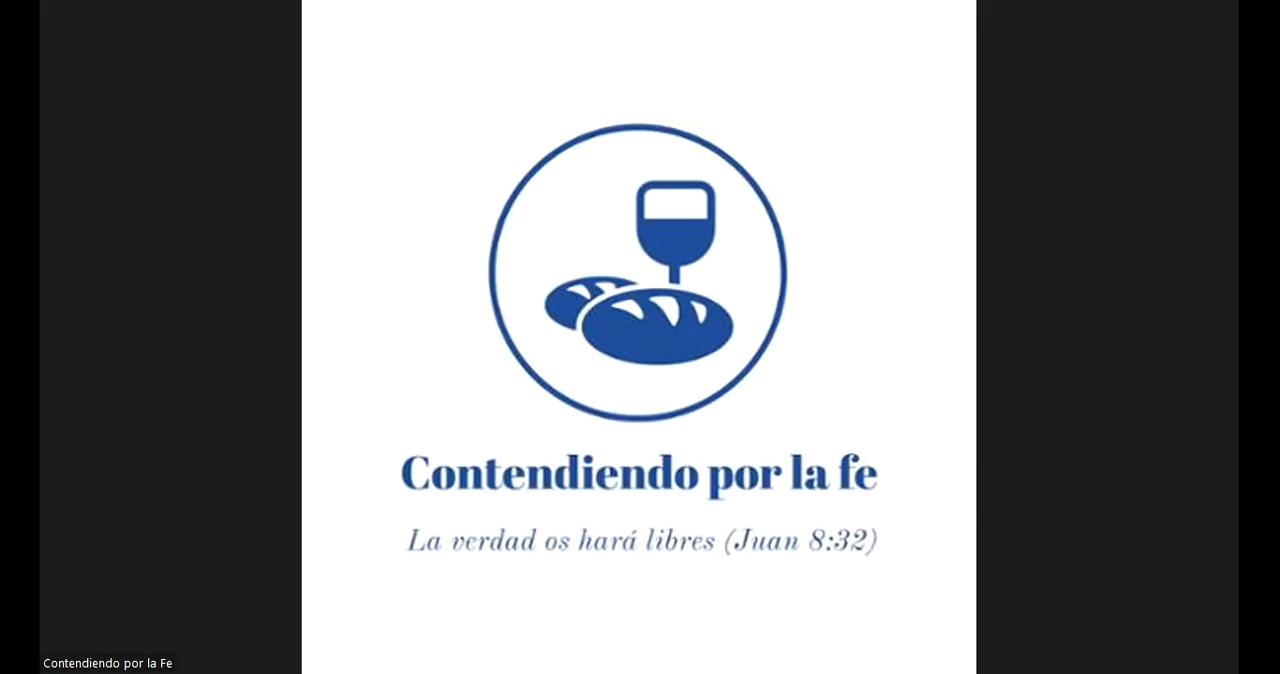 Contendiendo por la fe
La verdad os hará libres (Juan 8:32)
Contendiendo por la Fe